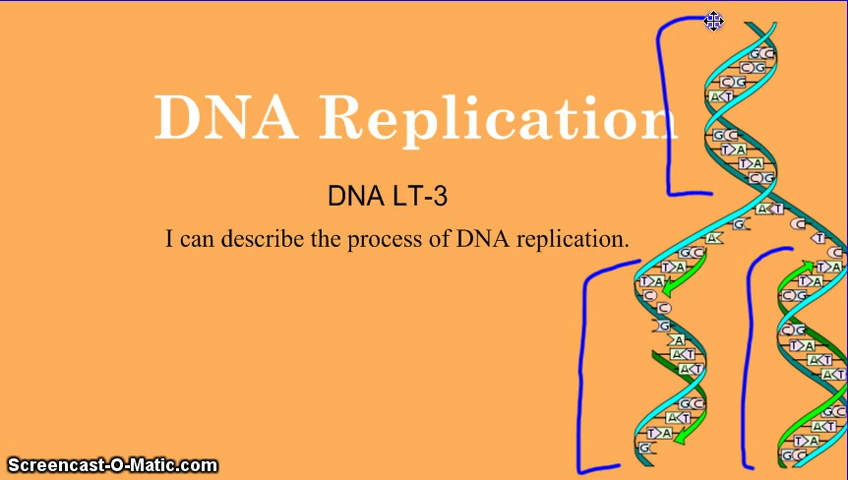 DNA Replication
DNA LT-3
I can describe the process of DNA replication.
G C
C G
C G
A T
G C
T A
T A
C G
A T
G
C
A
T
G C
C
T A
T A
T A
T A
C
C G
C
G
C G
A
T A
A T
A T
A T
A T
G C
G C
A T
A T
T A
T A
G
C G
Screencast-O-Matic.com